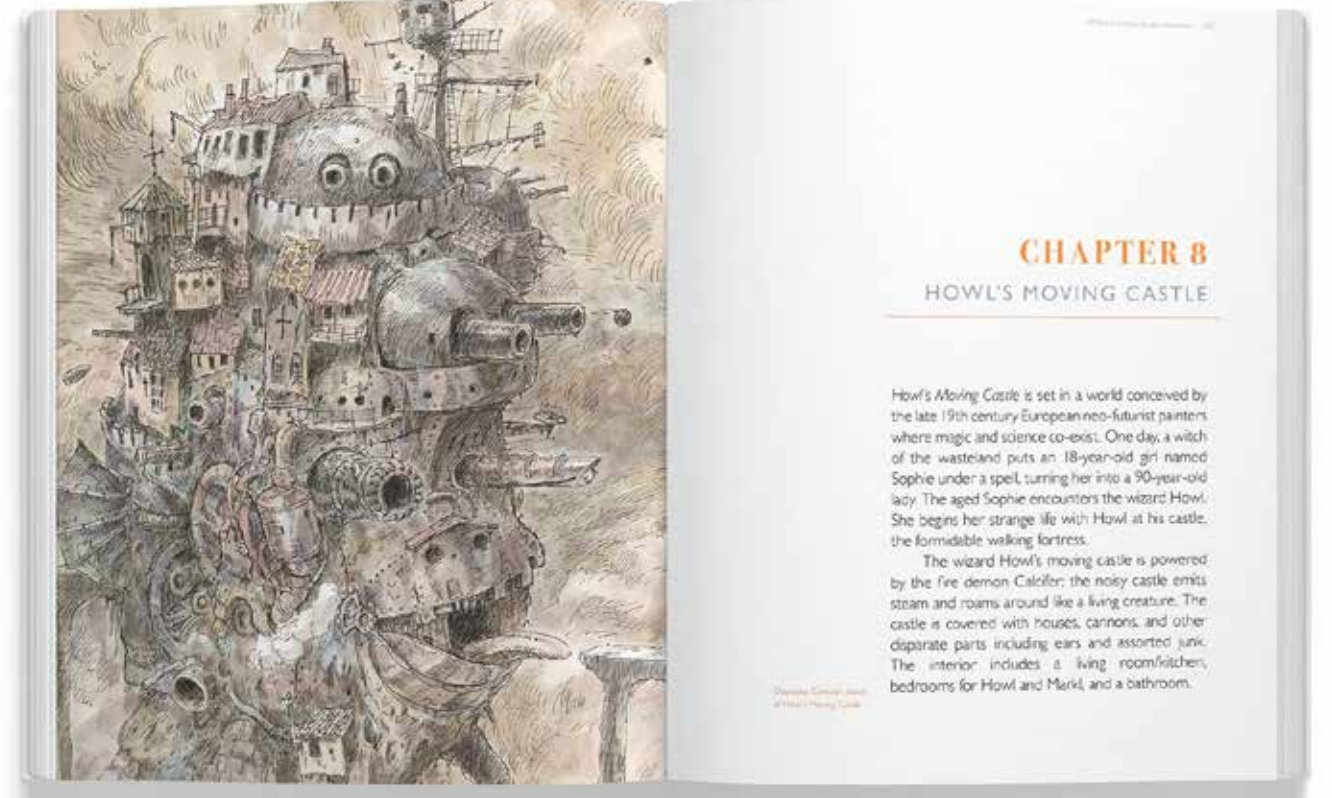 CHAPTER 8
HOWL'S MOVING CASTLE
Howl's Moving Castle is set in a world conceived by
the late 19th century European neo-futurist painters
where magic and science co-exist. One day, a witch
of the wasteland puts an 18-year-old girl named
Sophie under a spell, turning her into a 90-year-old
lady. The aged Sophie encounters the wizard Howl.
She begins her strange life with Howl at his castle,
the formidable walking fortress.
The wizard Howl's moving castle is powered
by the fire demon Calcifer; the noisy castle emits
steam and roams around like a living creature. The
castle is covered with houses, cannons, and other
disparate parts including ears and assorted junk.
The interior includes a living room/kitchen,
bedrooms for Howl and Markl, and a bathroom.
of Howl's Moving Castle